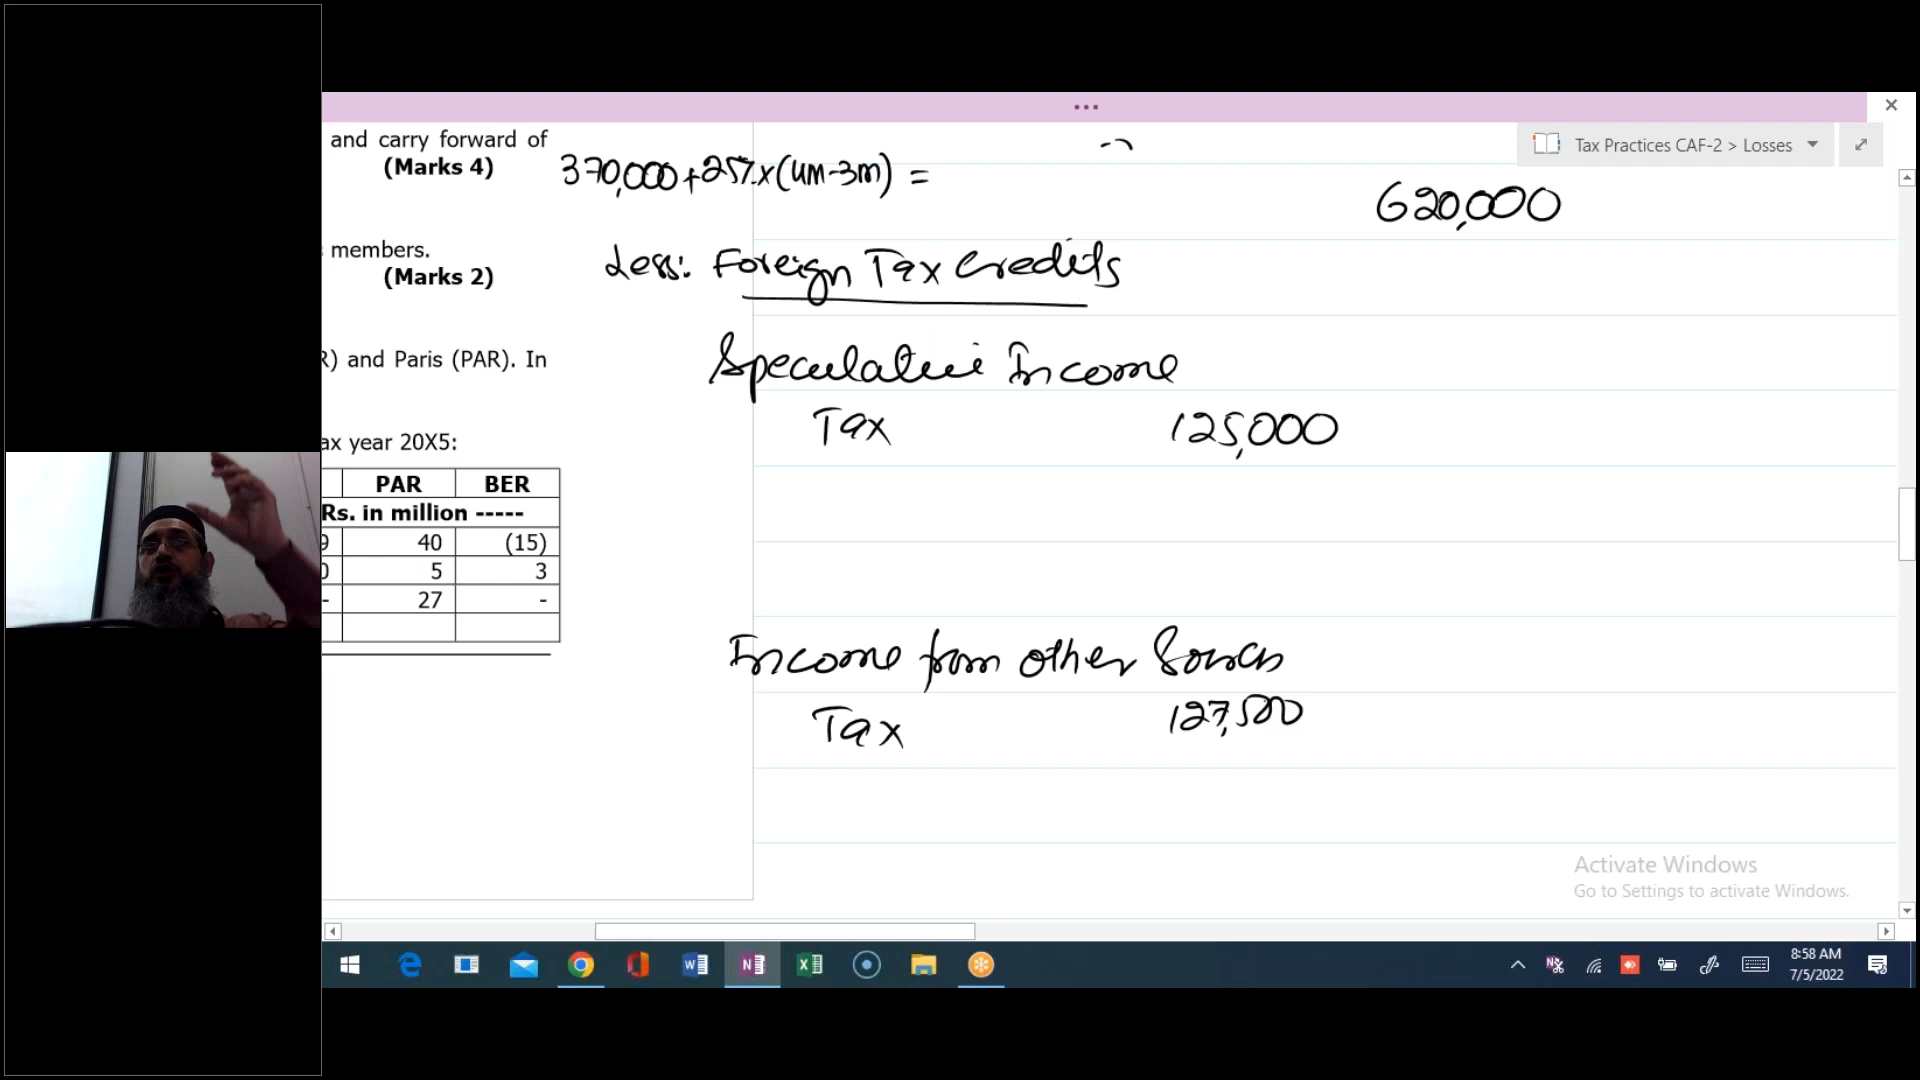 Tax Practices CAF-2 > Losses
and carry forward of
(Marks 4)
members.
(Marks 2)
R) and Paris (PAR). In
ax year 20X5:
PAR BER
Rs. in million -----
9 40 (15)
0 5 3
- 27 -
370,000+25%x(4m-3m) =
620,000
Less: Foreign Tax Credits
Speculative Income
Tax 125,000
Income from other Sources
Tax 127,500
Activate Windows
Go to Settings to activate Windows.
8:58 AM
7/5/2022